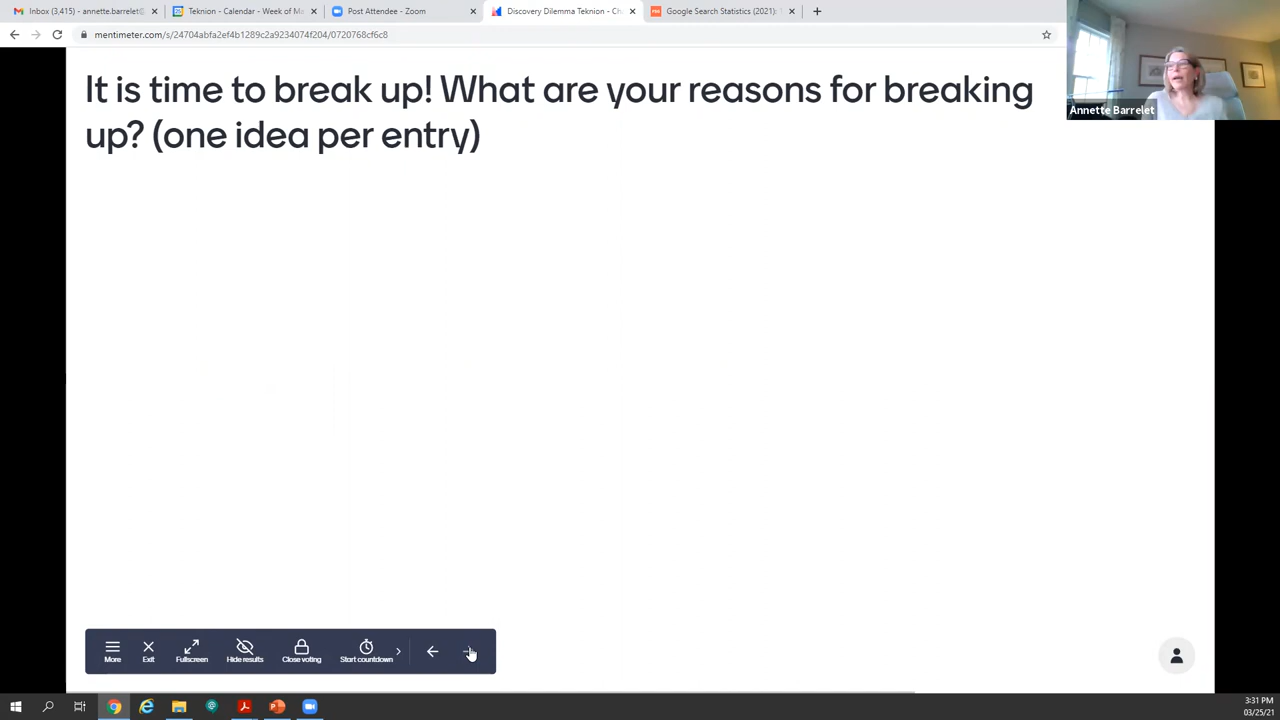 Inbox (3,415) - annette.barrelet@
Teknion - Calendar - Week of Ma
Post Attendee - Zoom
Discovery Dilemma Teknion - Ch
Google Search Statistics (2021):
mentimeter.com/s/24704abfa2ef4b1289c2a9234074f204/0720768cf6c8
It is time to break up! What are your reasons for breaking
up? (one idea per entry)
Annette Barrelet
More
Exit
Fullscreen
Hide results
Close voting
Start countdown
3:31 PM
03/25/21